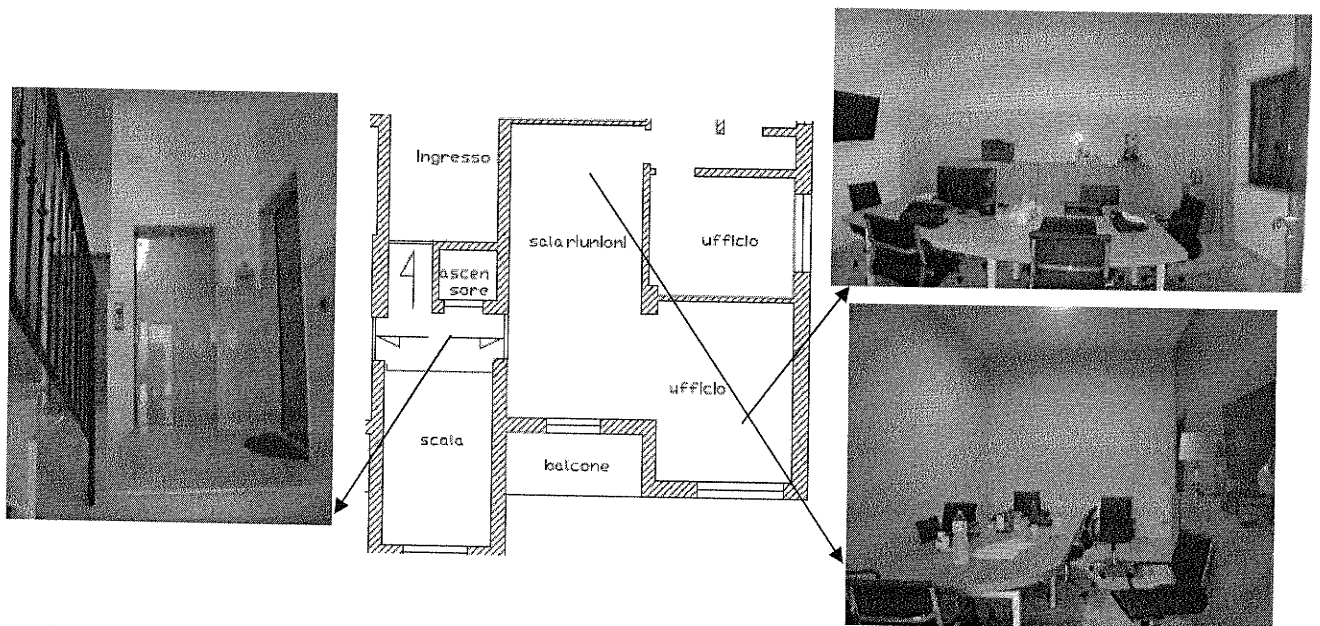 Ingresso
sala riunioni
ufficio
ascen
sore
ufficio
scala
balcone